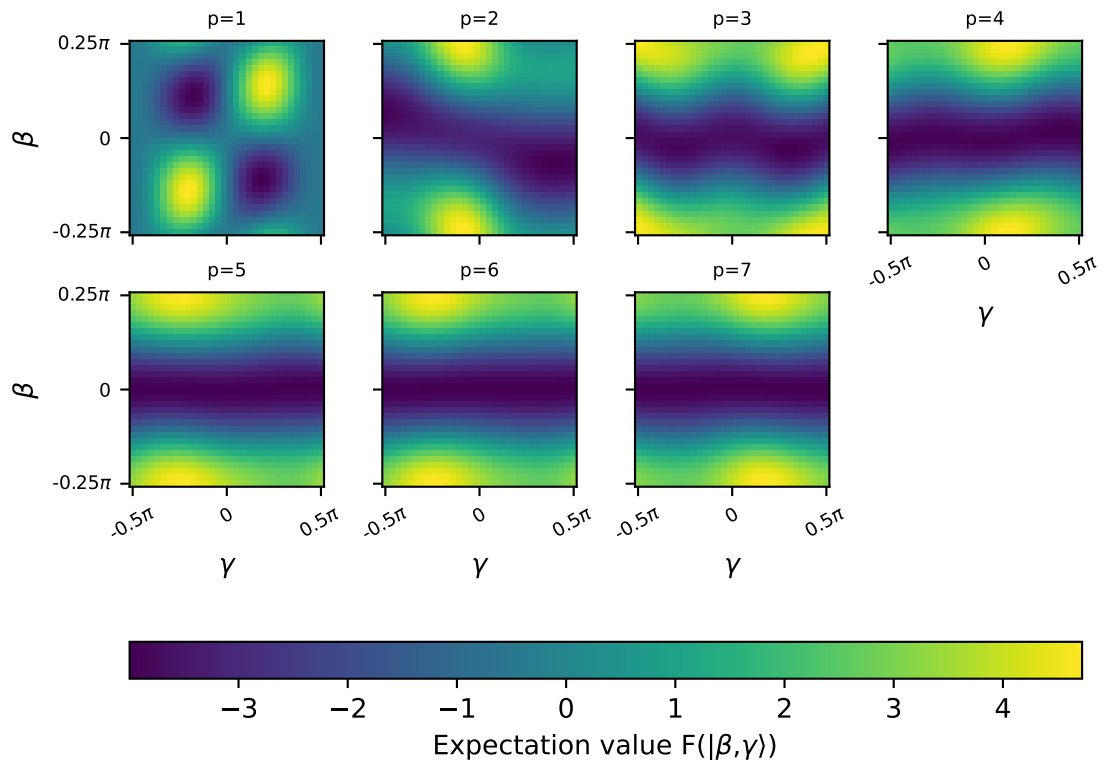 p=1 p=2 p=3 p=4
0.25π
β
0
-0.25π
-0.5π 0 0.5π
γ
p=5 p=6 p=7
0.25π
β
0
-0.25π
-0.5π 0 0.5π -0.5π 0 0.5π -0.5π 0 0.5π
γ γ γ
−3 −2 −1 0 1 2 3 4
Expectation value F(|β,γ⟩)